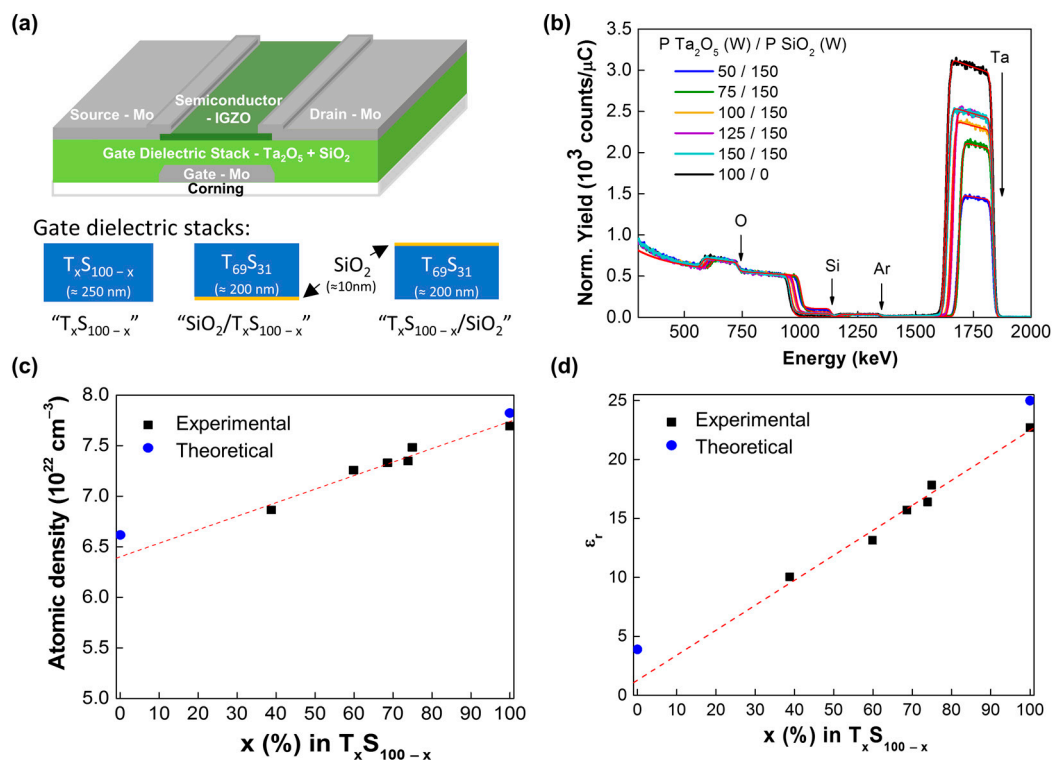 (a)
Source - Mo
Semiconductor
- IGZO
Drain - Mo
Gate Dielectric Stack - Ta₂O₅ + SiO₂
Gate - Mo
Corning
Gate dielectric stacks:
TₓS₁₀₀₋ₓ
(≈ 250 nm)
T₆₉S₃₁
(≈ 200 nm)
SiO₂
(≈10nm)
T₆₉S₃₁
(≈ 200 nm)
“TₓS₁₀₀₋ₓ”
“SiO₂/TₓS₁₀₀₋ₓ”
“TₓS₁₀₀₋ₓ/SiO₂”
(b)
Norm. Yield (10³ counts/μC)
3.5
3.0
2.5
2.0
1.5
1.0
0.5
0.0
P Ta₂O₅ (W) / P SiO₂ (W)
50 / 150
75 / 150
100 / 150
125 / 150
150 / 150
100 / 0
Ta
O
Si
Ar
500
750
1000
1250
1500
1750
2000
Energy (keV)
(c)
Atomic density (10²² cm⁻³)
8.0
7.5
7.0
6.5
6.0
5.5
5.0
Experimental
Theoretical
0 10 20 30 40 50 60 70 80 90 100
x (%) in TₓS₁₀₀₋ₓ
(d)
εᵣ
25
20
15
10
5
0
Experimental
Theoretical
0 10 20 30 40 50 60 70 80 90 100
x (%) in TₓS₁₀₀₋ₓ